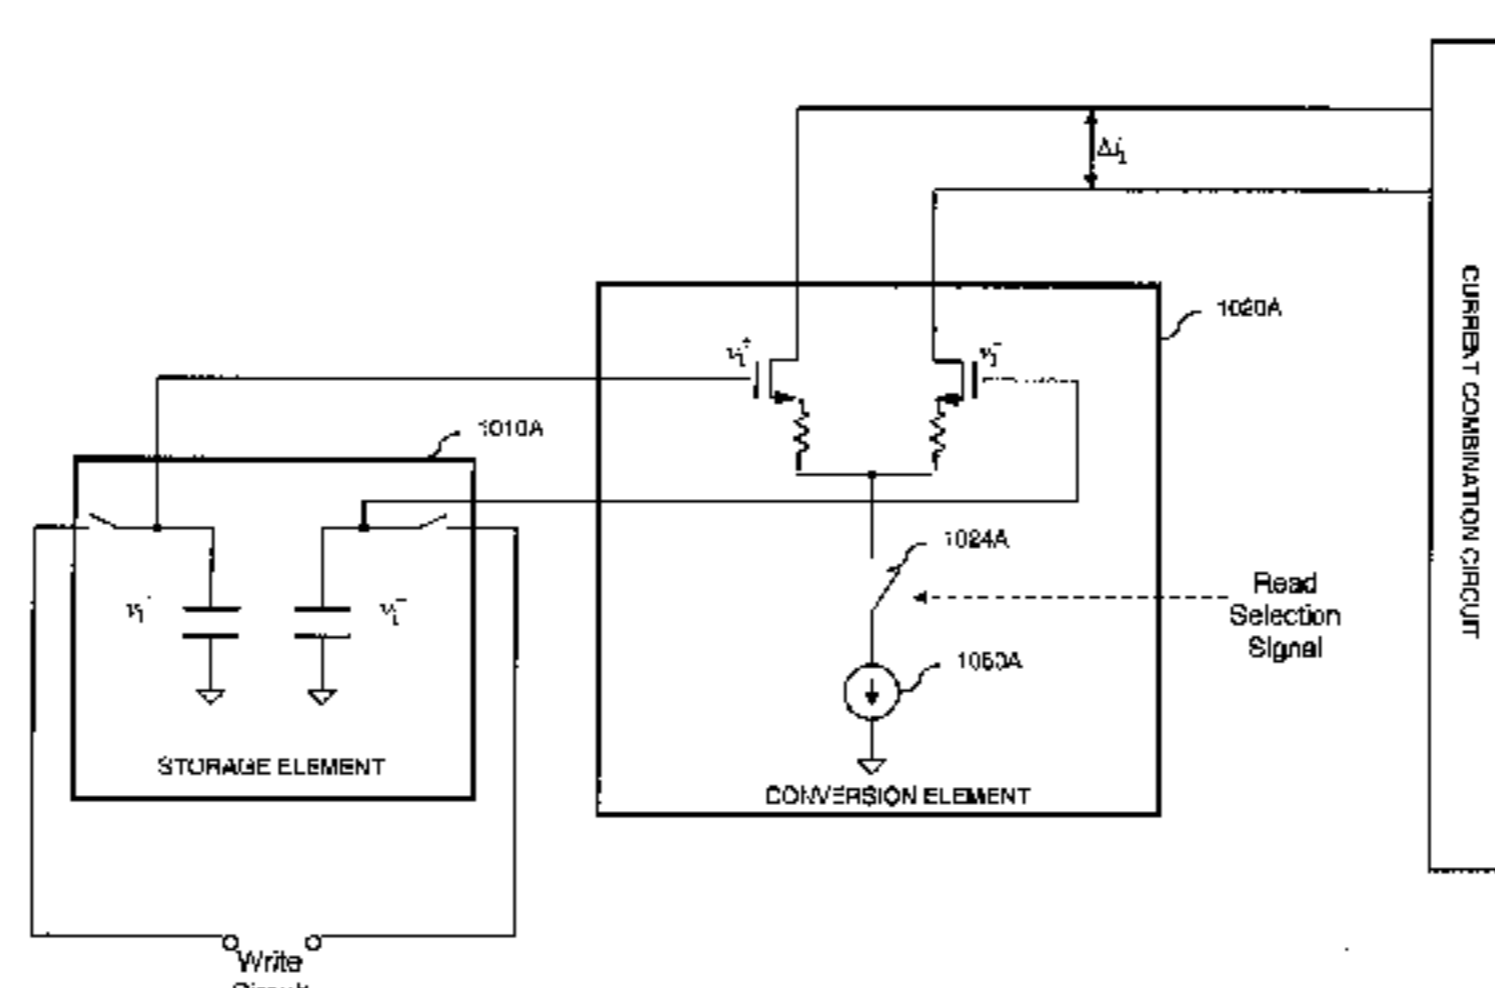 Δi₁
1020A
v₁⁺
v₁⁻
1010A
1024A
Read
Selection
Signal
v₁
v₁⁻
STORAGE ELEMENT
CONVERSION ELEMENT
CURRENT COMBINATION CIRCUIT
Write